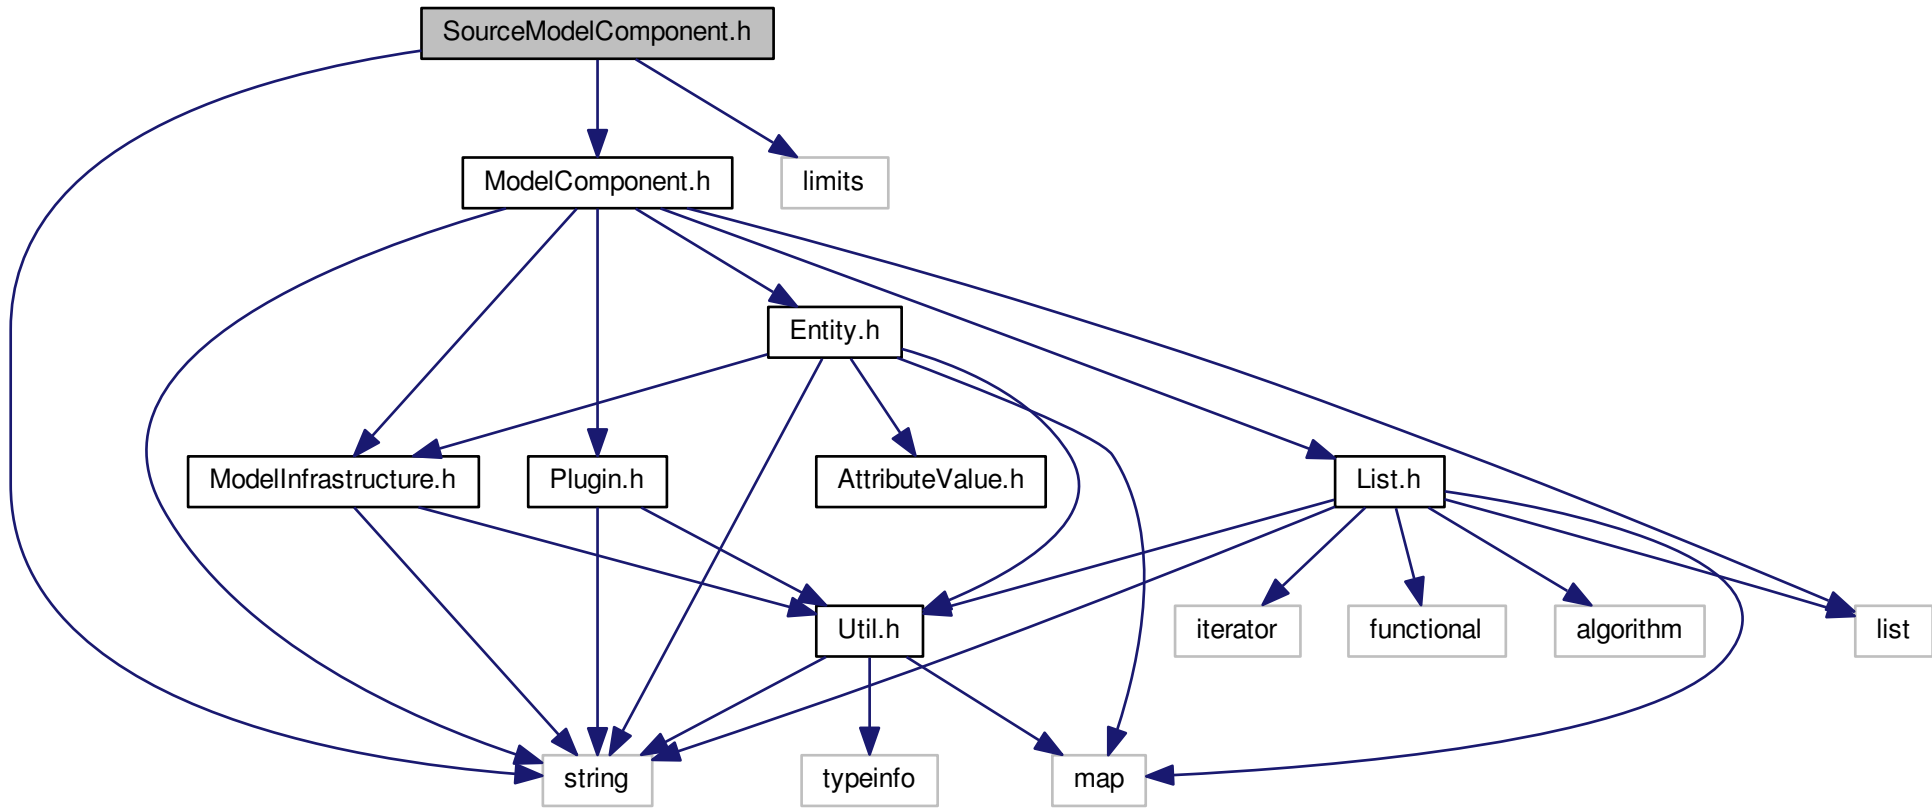 SourceModelComponent.h
ModelComponent.h
limits
Entity.h
ModelInfrastructure.h
Plugin.h
AttributeValue.h
List.h
Util.h
iterator
functional
algorithm
list
string
typeinfo
map